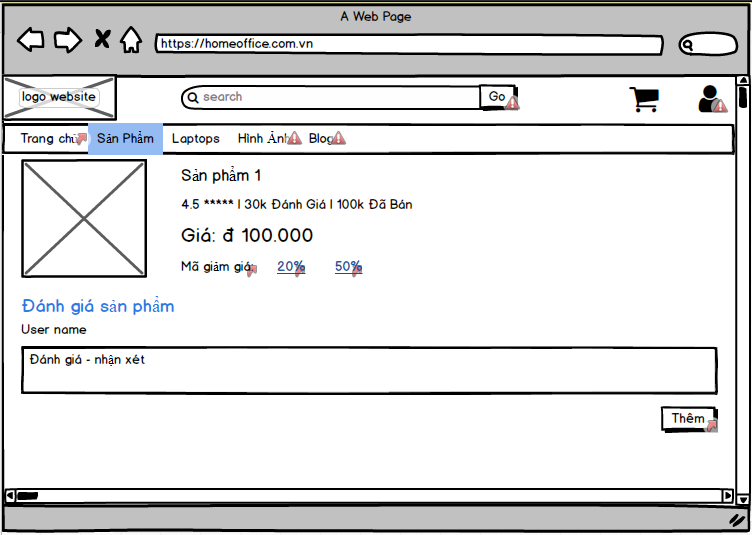 A Web Page
https://homeoffice.com.vn
logo website
search
Go
Trang chủ Sản Phẩm Laptops Hình Ảnh Blog
Sản phẩm 1
4.5 ***** | 30k Đánh Giá | 100k Đã Bán
Giá: đ 100.000
Mã giảm giá: 20% 50%
Đánh giá sản phẩm
User name
Đánh giá - nhận xét
Thêm